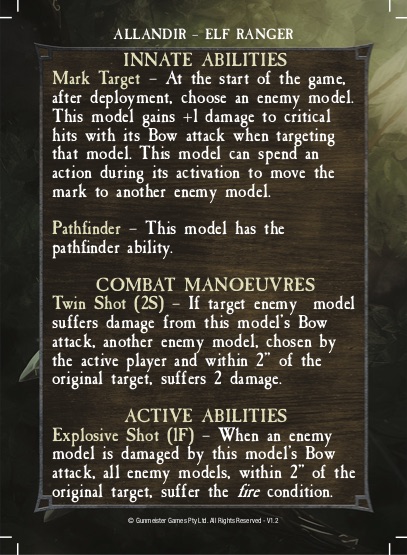 ALLANDIR – ELF RANGER
INNATE ABILITIES
Mark Target – At the start of the game,
after deployment, choose an enemy model.
This model gains +1 damage to critical
hits with its Bow attack when targeting
that model. This model can spend an
action during its activation to move the
mark to another enemy model.
Pathfinder – This model has the
pathfinder ability.
COMBAT MANOEUVRES
Twin Shot (2S) – If target enemy model
suffers damage from this model's Bow
attack, another enemy model, chosen by
the active player and within 2" of the
original target, suffers 2 damage.
ACTIVE ABILITIES
Explosive Shot (1F) – When an enemy
model is damaged by this model's Bow
attack, all enemy models, within 2" of the
original target, suffer the fire condition.
© Gunmeister Games Pty Ltd. All Rights Reserved - V1.2